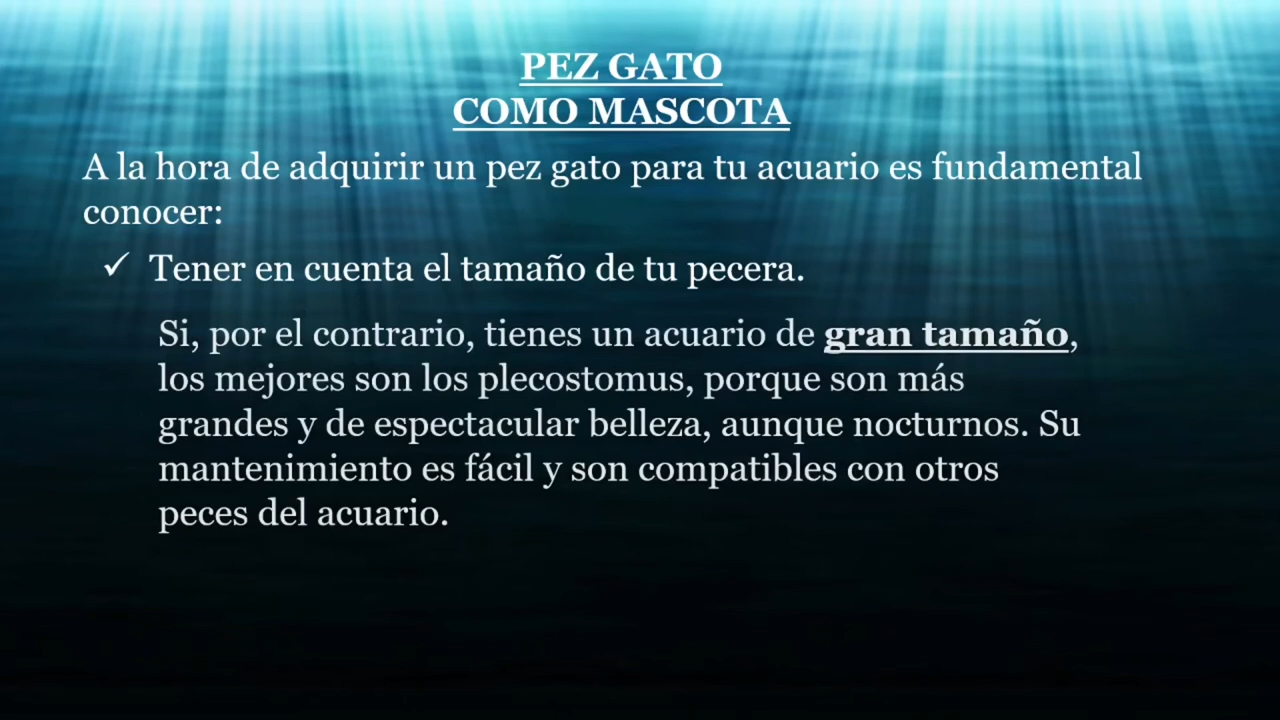 PEZ GATO
COMO MASCOTA
A la hora de adquirir un pez gato para tu acuario es fundamental
conocer:
✓ Tener en cuenta el tamaño de tu pecera.
Si, por el contrario, tienes un acuario de gran tamaño,
los mejores son los plecostomus, porque son más
grandes y de espectacular belleza, aunque nocturnos. Su
mantenimiento es fácil y son compatibles con otros
peces del acuario.